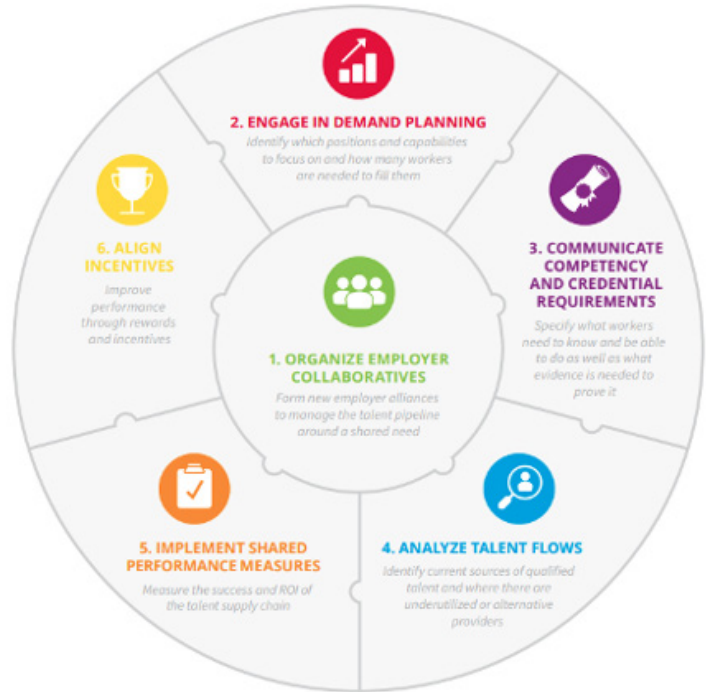 2. ENGAGE IN DEMAND PLANNING
Identify which positions and capabilities
to focus on and how many workers
are needed to fill them
3. COMMUNICATE
COMPETENCY
AND CREDENTIAL
REQUIREMENTS
Specify what workers
need to know and be able
to do as well as what
evidence is needed to
prove it
6. ALIGN
INCENTIVES
Improve
performance
through rewards
and incentives
1. ORGANIZE EMPLOYER
COLLABORATIVES
Form new employer alliances
to manage the talent pipeline
around a shared need
5. IMPLEMENT SHARED
PERFORMANCE MEASURES
Measure the success and ROI of
the talent supply chain
4. ANALYZE TALENT FLOWS
Identify current sources of qualified
talent and where there are
underutilized or alternative
providers